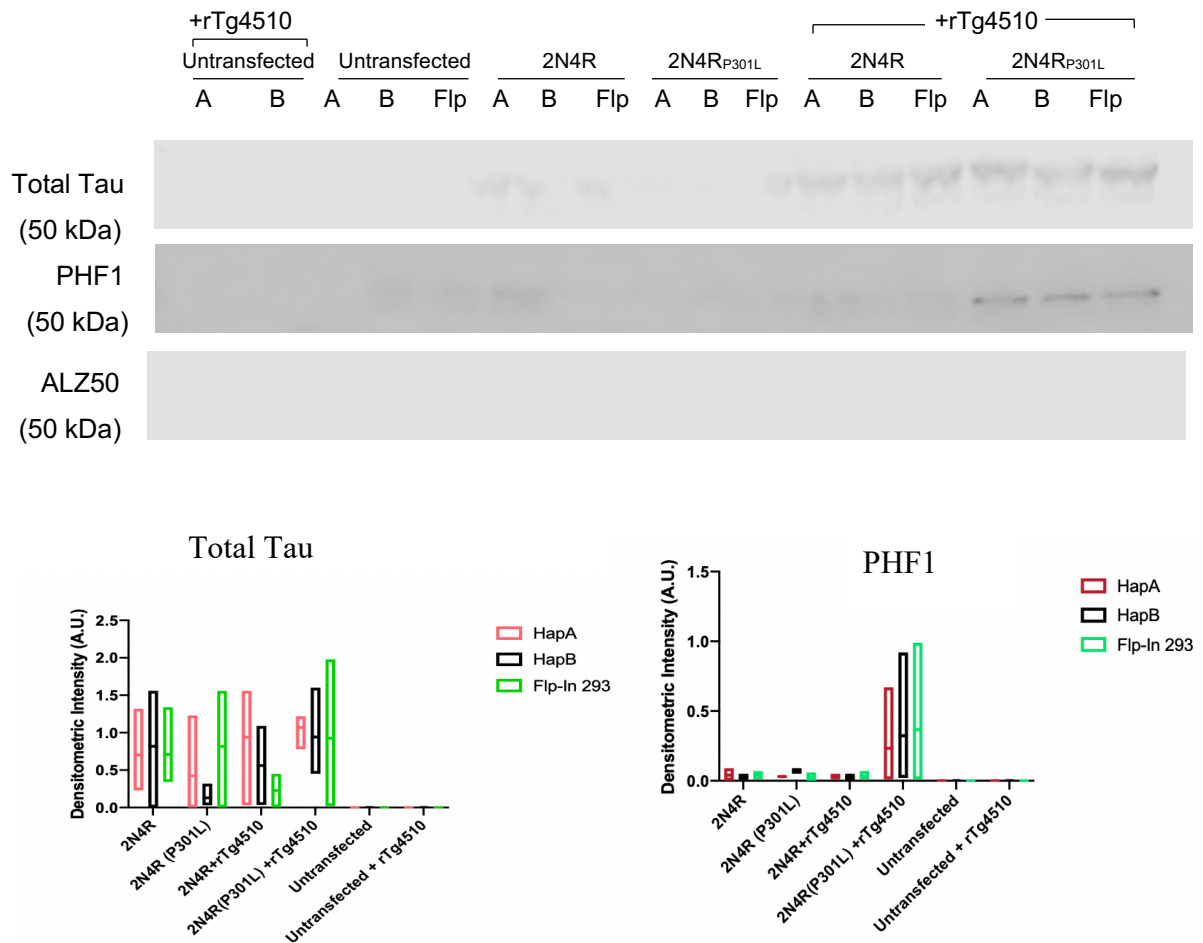 +rTg4510 +rTg4510
Untransfected Untransfected 2N4R 2N4RP301L 2N4R 2N4RP301L
A B A B Flp A B Flp A B Flp A B Flp A B Flp
Total Tau
(50 kDa)
PHF1
(50 kDa)
ALZ50
(50 kDa)
Total Tau
Densitometric Intensity (A.U.)
2.5
2.0
1.5
1.0
0.5
0.0
2N4R
2N4R (P301L)
2N4R+rTg4510
2N4R(P301L) +rTg4510
Untransfected
Untransfected + rTg4510
HapA
HapB
Flp-In 293
PHF1
Densitometric Intensity (A.U.)
1.5
1.0
0.5
0.0
2N4R
2N4R (P301L)
2N4R+rTg4510
2N4R(P301L) +rTg4510
Untransfected
Untransfected + rTg4510
HapA
HapB
Flp-In 293